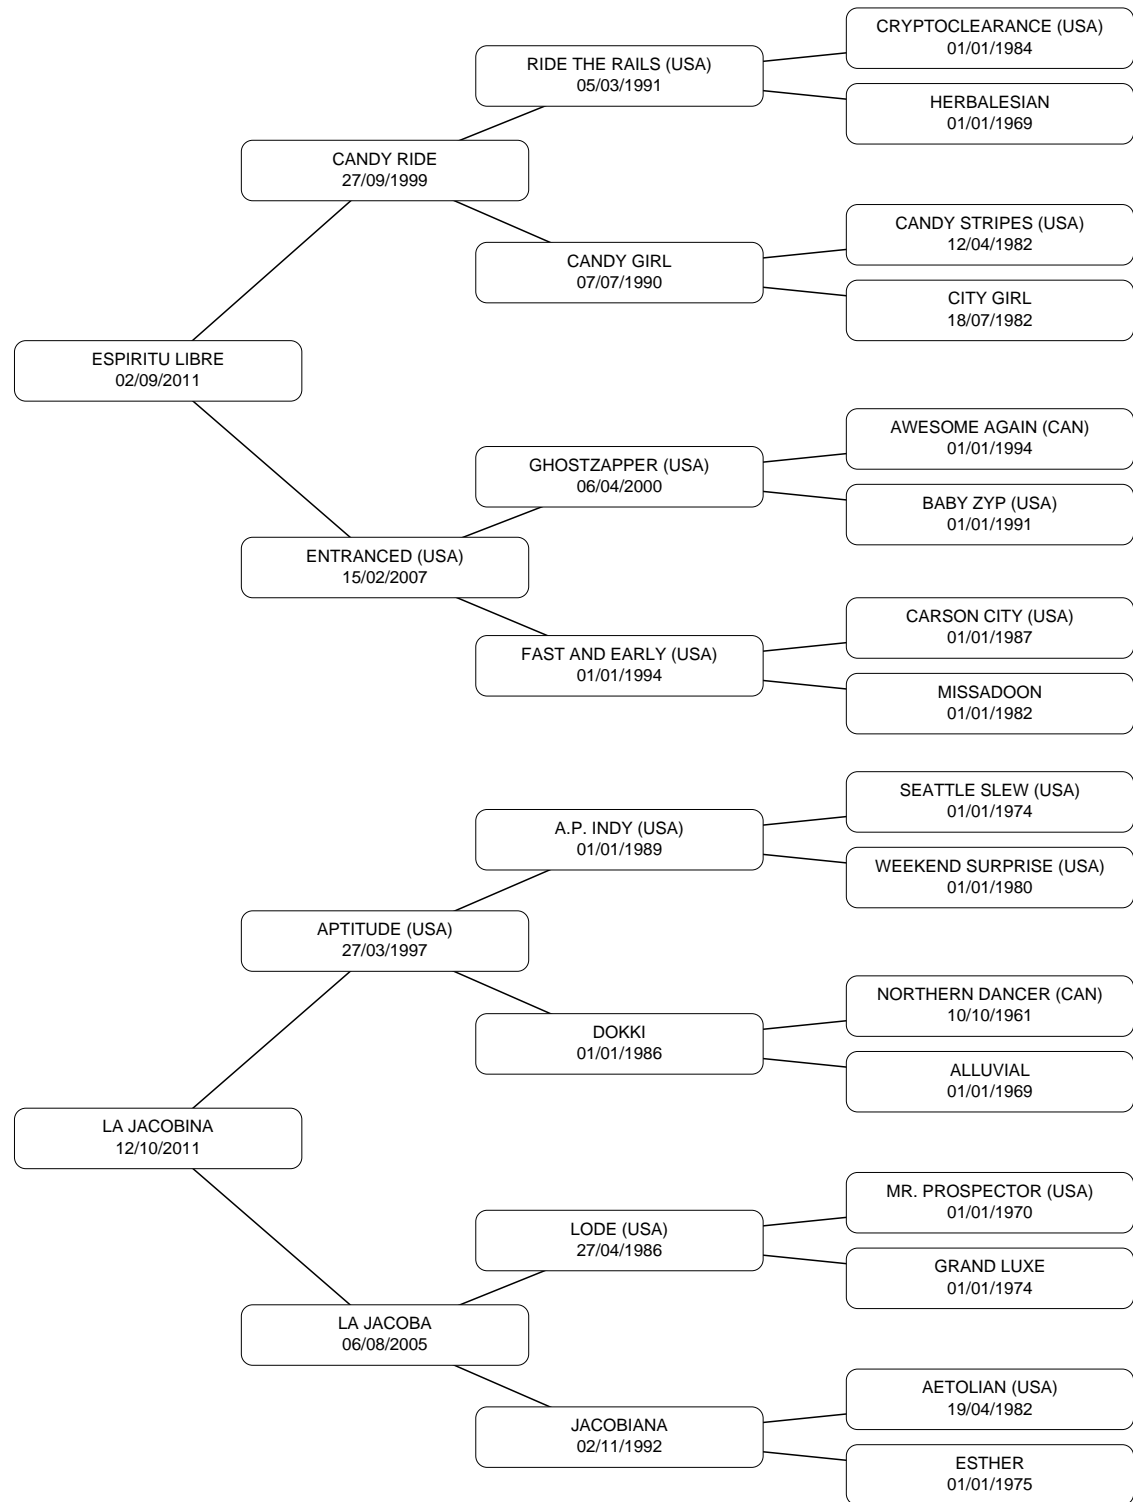 CRYPTOCLEARANCE (USA)
01/01/1984
RIDE THE RAILS (USA)
05/03/1991
HERBALESIAN
01/01/1969
CANDY RIDE
27/09/1999
CANDY STRIPES (USA)
12/04/1982
CANDY GIRL
07/07/1990
CITY GIRL
18/07/1982
ESPIRITU LIBRE
02/09/2011
AWESOME AGAIN (CAN)
01/01/1994
GHOSTZAPPER (USA)
06/04/2000
BABY ZYP (USA)
01/01/1991
ENTRANCED (USA)
15/02/2007
CARSON CITY (USA)
01/01/1987
FAST AND EARLY (USA)
01/01/1994
MISSADOON
01/01/1982
SEATTLE SLEW (USA)
01/01/1974
A.P. INDY (USA)
01/01/1989
WEEKEND SURPRISE (USA)
01/01/1980
APTITUDE (USA)
27/03/1997
NORTHERN DANCER (CAN)
10/10/1961
DOKKI
01/01/1986
ALLUVIAL
01/01/1969
LA JACOBINA
12/10/2011
MR. PROSPECTOR (USA)
01/01/1970
LODE (USA)
27/04/1986
GRAND LUXE
01/01/1974
LA JACOBA
06/08/2005
AETOLIAN (USA)
19/04/1982
JACOBIANA
02/11/1992
ESTHER
01/01/1975